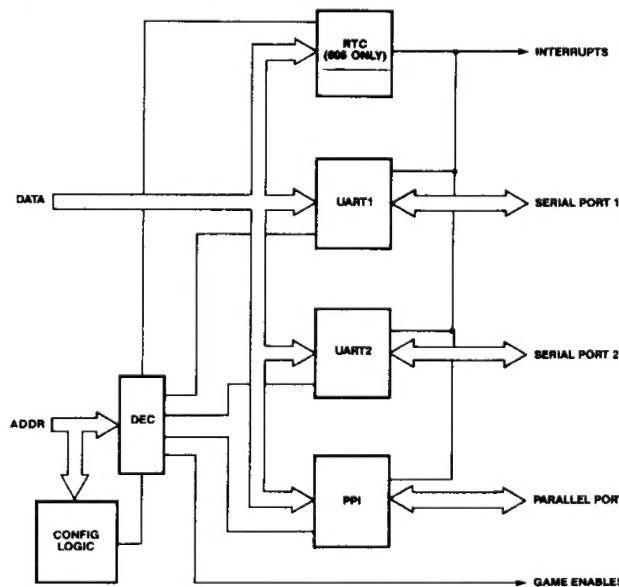 RTC
(606 ONLY)
INTERRUPTS
DATA
UART1
SERIAL PORT 1
UART2
SERIAL PORT 2
DEC
ADDR
PPI
PARALLEL PORT
CONFIG
LOGIC
GAME ENABLES